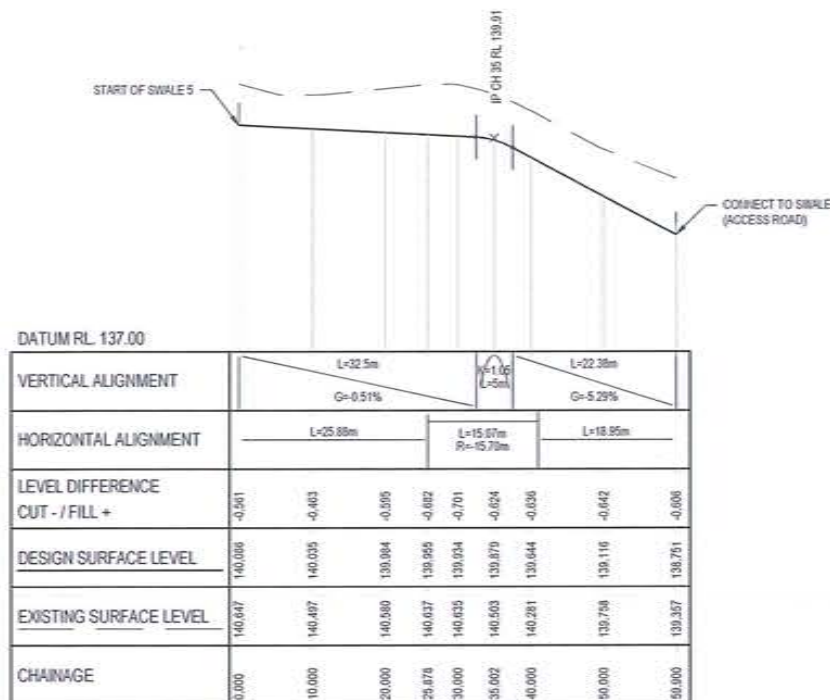 IP CH 35 RL 139.91
START OF SWALE 5
CONNECT TO SWALE
(ACCESS ROAD)
DATUM RL. 137.00
VERTICAL ALIGNMENT
L=32.5m
G=-0.51%
K=1.05
L=5m
L=22.38m
G=-5.29%
HORIZONTAL ALIGNMENT
L=25.88m
L=15.07m
R=-15.70m
L=18.95m
LEVEL DIFFERENCE
CUT - / FILL +
-0.561 -0.463 -0.595 -0.682 -0.701 -0.624 -0.636 -0.642 -0.606
DESIGN SURFACE LEVEL
140.086 140.035 139.984 139.955 139.934 139.879 139.644 139.116 138.751
EXISTING SURFACE LEVEL
140.647 140.497 140.580 140.637 140.635 140.503 140.281 139.758 139.357
CHAINAGE
0.000 10.000 20.000 25.878 30.000 35.002 40.000 50.000